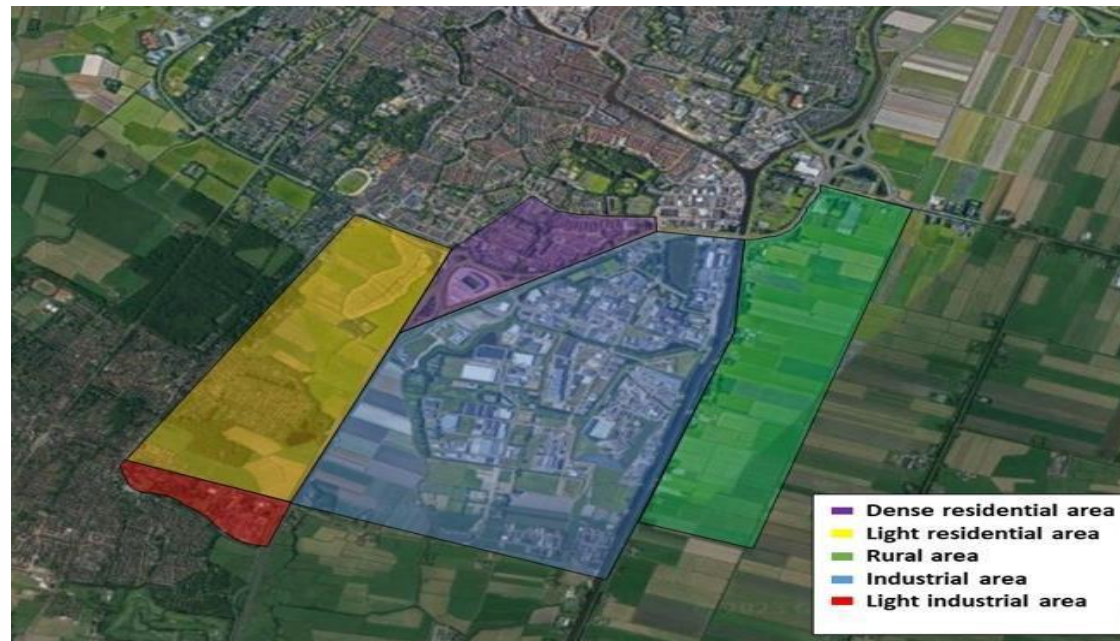 Dense residential area
Light residential area
Rural area
Industrial area
Light industrial area